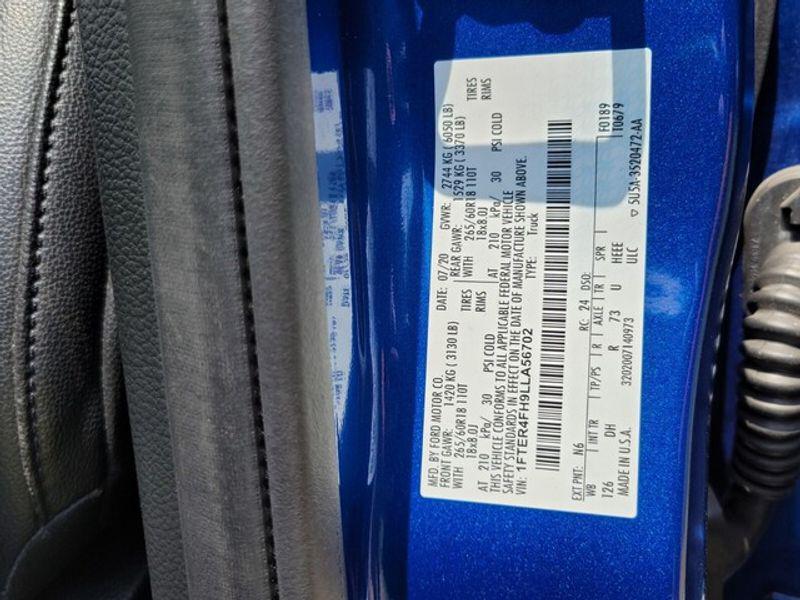 MFD. BY FORD MOTOR CO.
DATE: 07/20 GVWR: 2744 KG ( 6050 LB)
FRONT GAWR: 1420 KG ( 3130 LB) REAR GAWR: 1529 KG ( 3370 LB)
WITH 265/60R18 110T TIRES WITH 265/60R18 110T TIRES
18x8.0J RIMS 18x8.0J RIMS
AT 210 kPa/ 30 PSI COLD AT 210 kPa/ 30 PSI COLD
THIS VEHICLE CONFORMS TO ALL APPLICABLE FEDERAL MOTOR VEHICLE
SAFETY STANDARDS IN EFFECT ON THE DATE OF MANUFACTURE SHOWN ABOVE.
VIN: 1FTER4FH9LLA56702 TYPE: Truck
EXT PNT: N6 RC: 24 DSO: F0189
WB INT TR TP/PS R AXLE TR SPR 110679
126 DH R 73 U HEEE
MADE IN U.S.A. 3202007140973 ULC
5U5A-3520472-AA